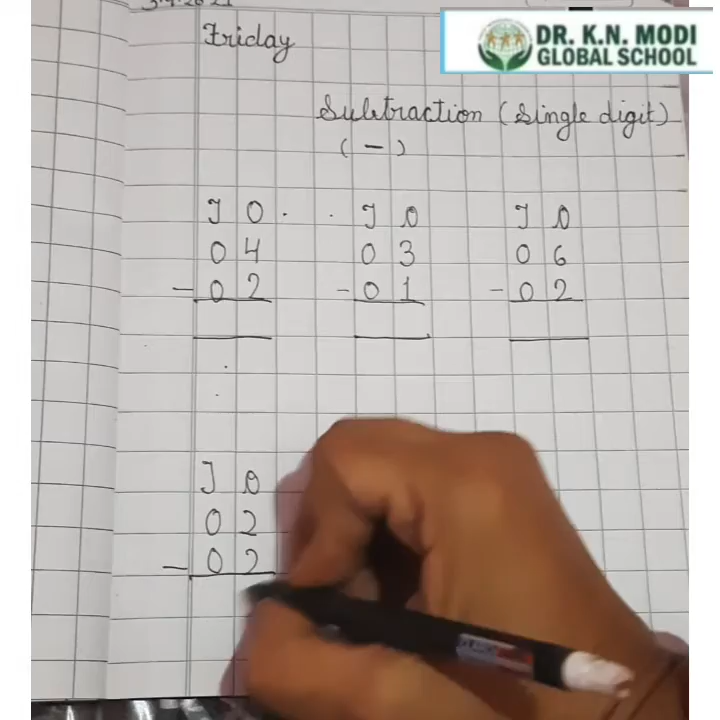 DR. K.N. MODI
GLOBAL SCHOOL
Friday
Subtraction (Single digit)
( — )
T O . . T O T O
0 4 0 3 0 6
- 0 2 - 0 1 - 0 2
T O
0 2
- 0 2